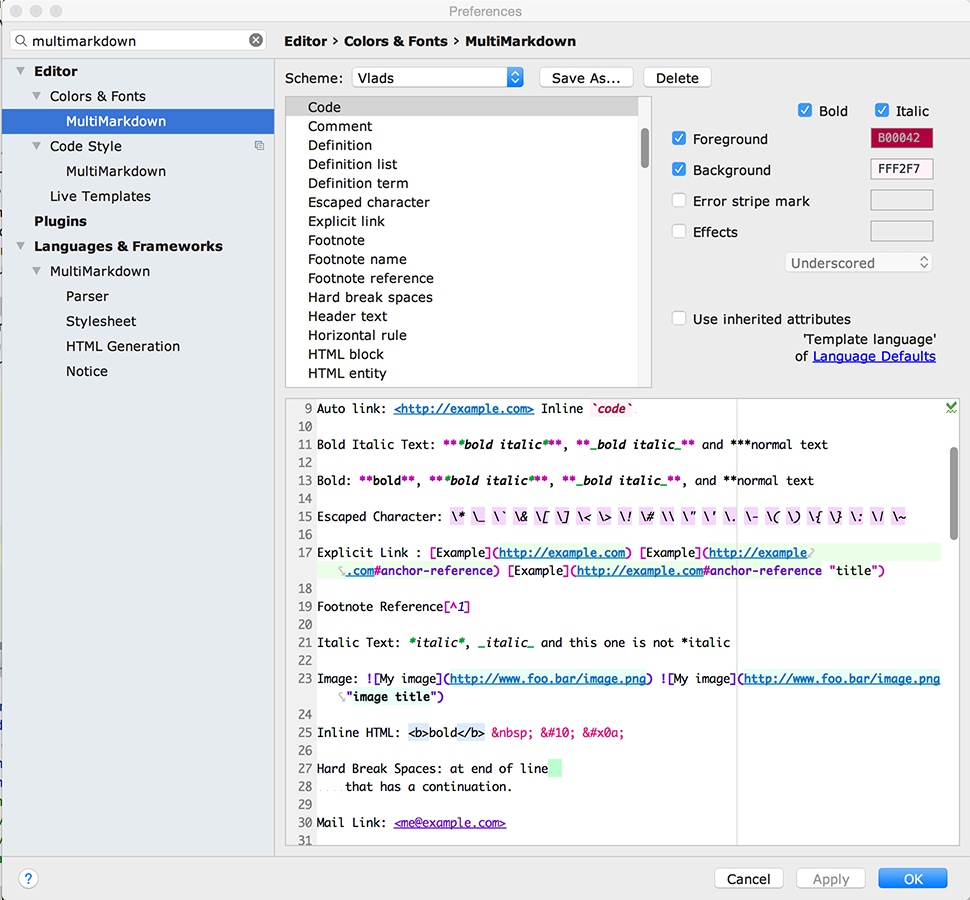 Preferences
multimarkdown
Editor › Colors & Fonts › MultiMarkdown
Editor
Colors & Fonts
MultiMarkdown
Code Style
MultiMarkdown
Live Templates
Plugins
Languages & Frameworks
MultiMarkdown
Parser
Stylesheet
HTML Generation
Notice
Scheme: Vlads Save As... Delete
Code
Comment
Definition
Definition list
Definition term
Escaped character
Explicit link
Footnote
Footnote name
Footnote reference
Hard break spaces
Header text
Horizontal rule
HTML block
HTML entity
Bold Italic
Foreground B00042
Background FFF2F7
Error stripe mark
Effects
Underscored
Use inherited attributes
'Template language'
of Language Defaults
9 Auto link: <http://example.com> Inline `code`
10
11 Bold Italic Text: ***bold italic***, **_bold italic_** and ***normal text
12
13 Bold: **bold**, ***bold italic***, **_bold italic_**, and **normal text
14
15 Escaped Character: \* \_ \` \& \[ \] \< \> \! \# \\ \" \' \. \- \( \) \{ \} \: \| \~
16
17 Explicit Link : [Example](http://example.com) [Example](http://example
.com#anchor-reference) [Example](http://example.com#anchor-reference "title")
18
19 Footnote Reference[^1]
20
21 Italic Text: *italic*, _italic_ and this one is not *italic
22
23 Image: ![My image](http://www.foo.bar/image.png) ![My image](http://www.foo.bar/image.png
"image title")
24
25 Inline HTML: <b>bold</b> &nbsp; &#10; &#x0a;
26
27 Hard Break Spaces: at end of line
28 .... that has a continuation.
29
30 Mail Link: <me@example.com>
31
? Cancel Apply OK